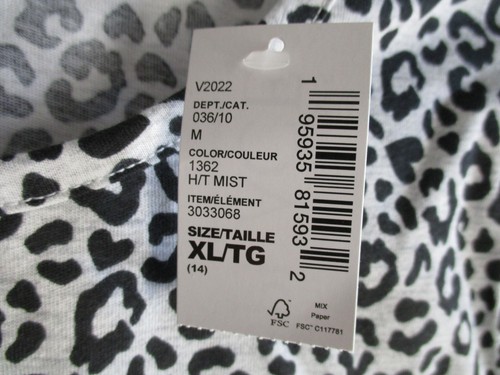 V2022
DEPT./CAT.
036/10
M
COLOR/COULEUR
1362
H/T MIST
ITEM/ÉLÉMENT
3033068
SIZE/TAILLE
XL/TG
(14)
1 95935 81593 2
FSC
MIX
Paper
FSC™ C117781